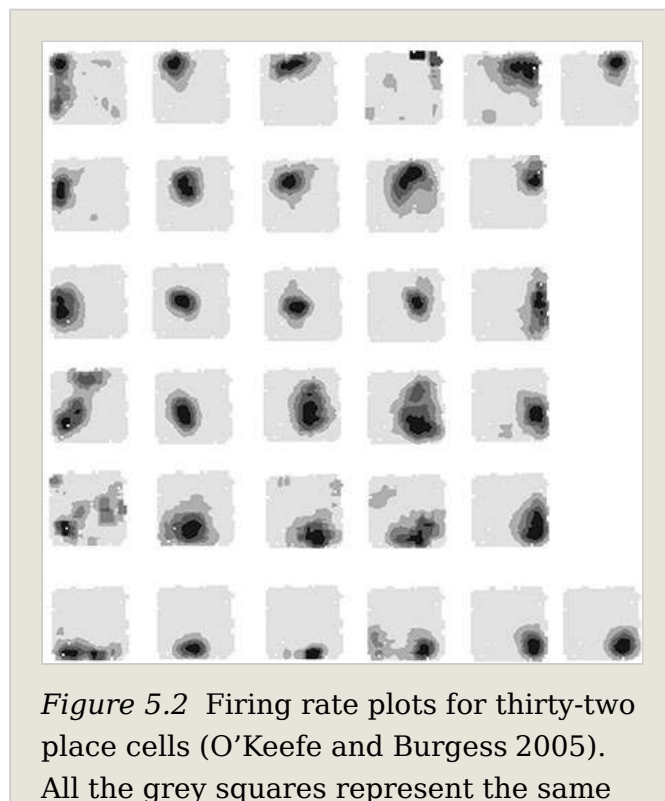 Figure 5.2 Firing rate plots for thirty-two
place cells (O’Keefe and Burgess 2005).
All the grey squares represent the same